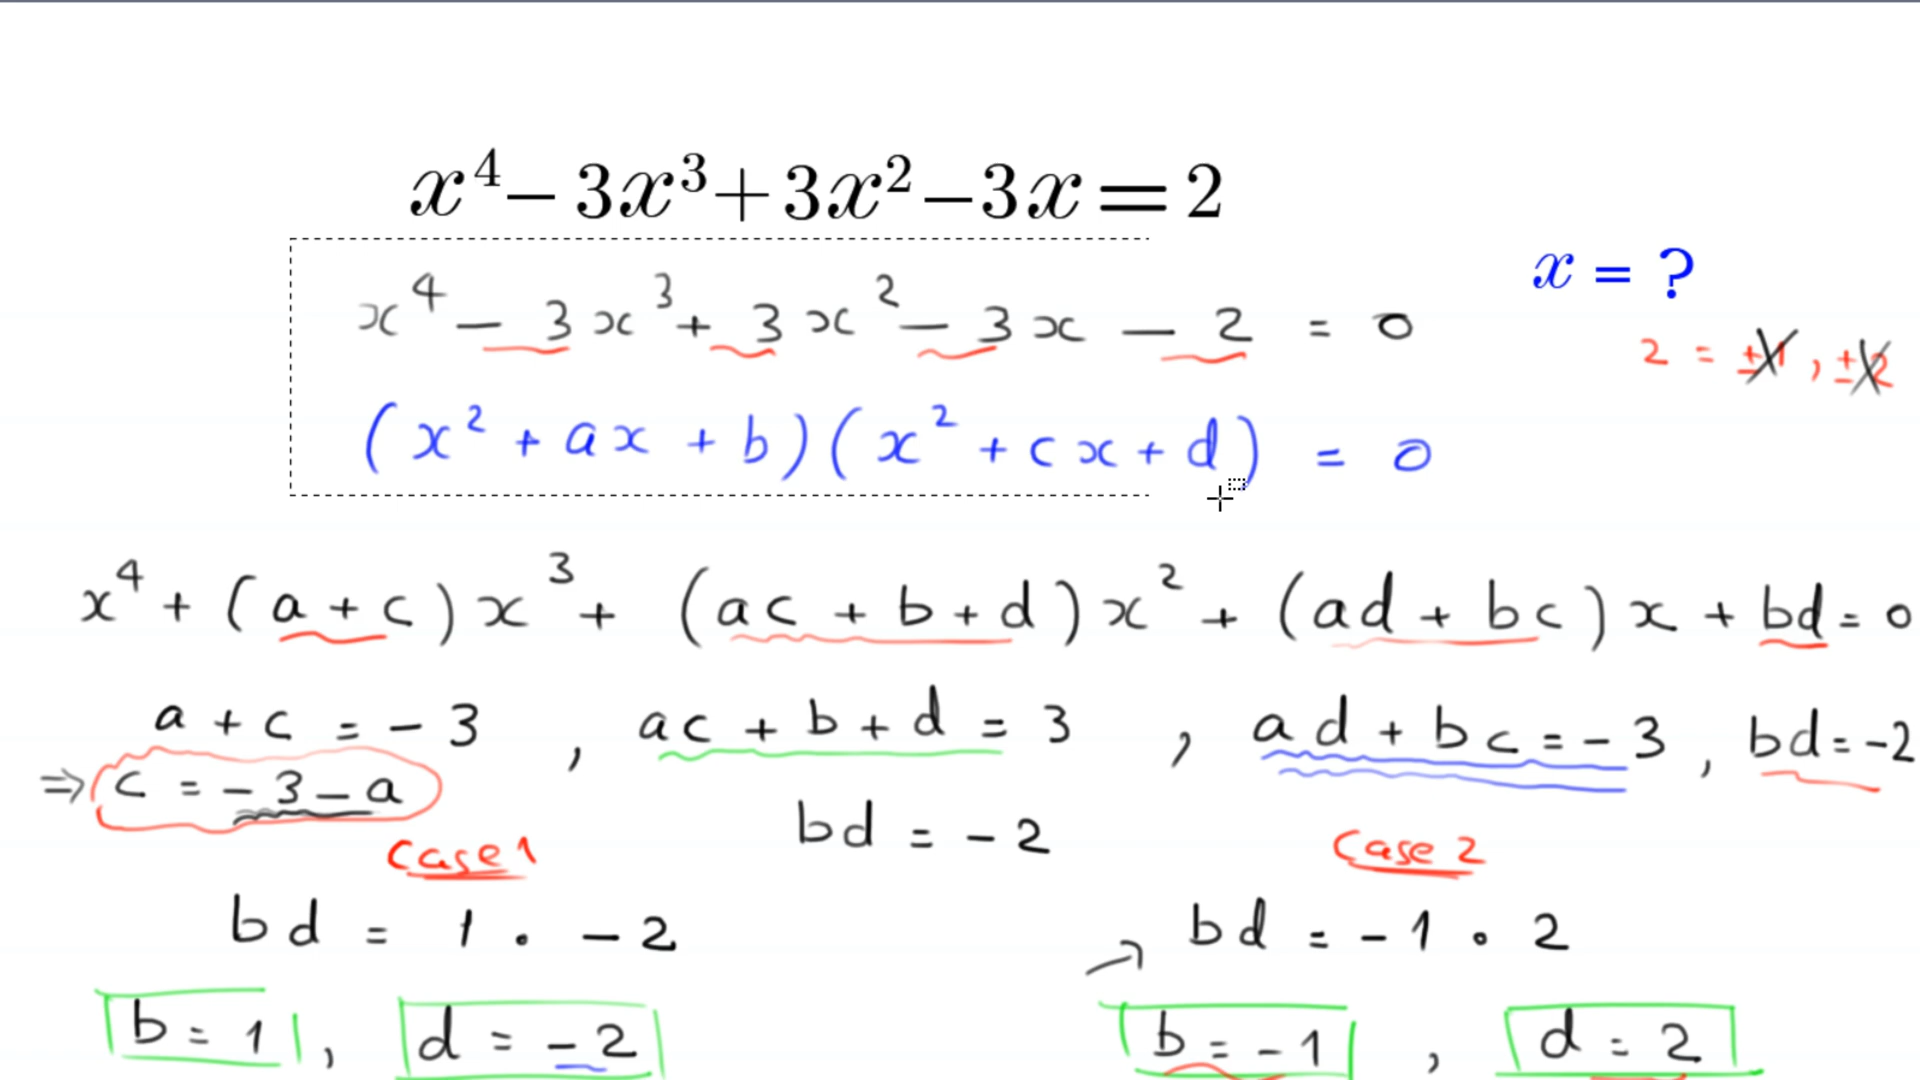 x⁴ − 3x³ + 3x² − 3x = 2
x⁴ − 3x³ + 3x² − 3x − 2 = 0
x = ?
2 = ±1, ±2
(x² + ax + b)(x² + cx + d) = 0
x⁴ + (a + c)x³ + (ac + b + d)x² + (ad + bc)x + bd = 0
a + c = −3 , ac + b + d = 3 , ad + bc = −3 , bd = −2
⇒ c = −3 − a
bd = −2
Case 1
Case 2
bd = 1 · −2
→ bd = −1 · 2
b = 1 , d = −2
b = −1 , d = 2